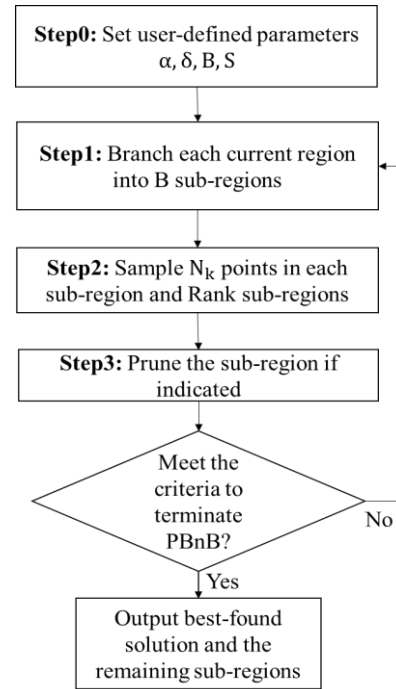 Step0: Set user-defined parameters
α, δ, B, S
Step1: Branch each current region
into B sub-regions
Step2: Sample Nₖ points in each
sub-region and Rank sub-regions
Step3: Prune the sub-region if
indicated
Meet the
criteria to
terminate
PBnB?
No
Yes
Output best-found
solution and the
remaining sub-regions